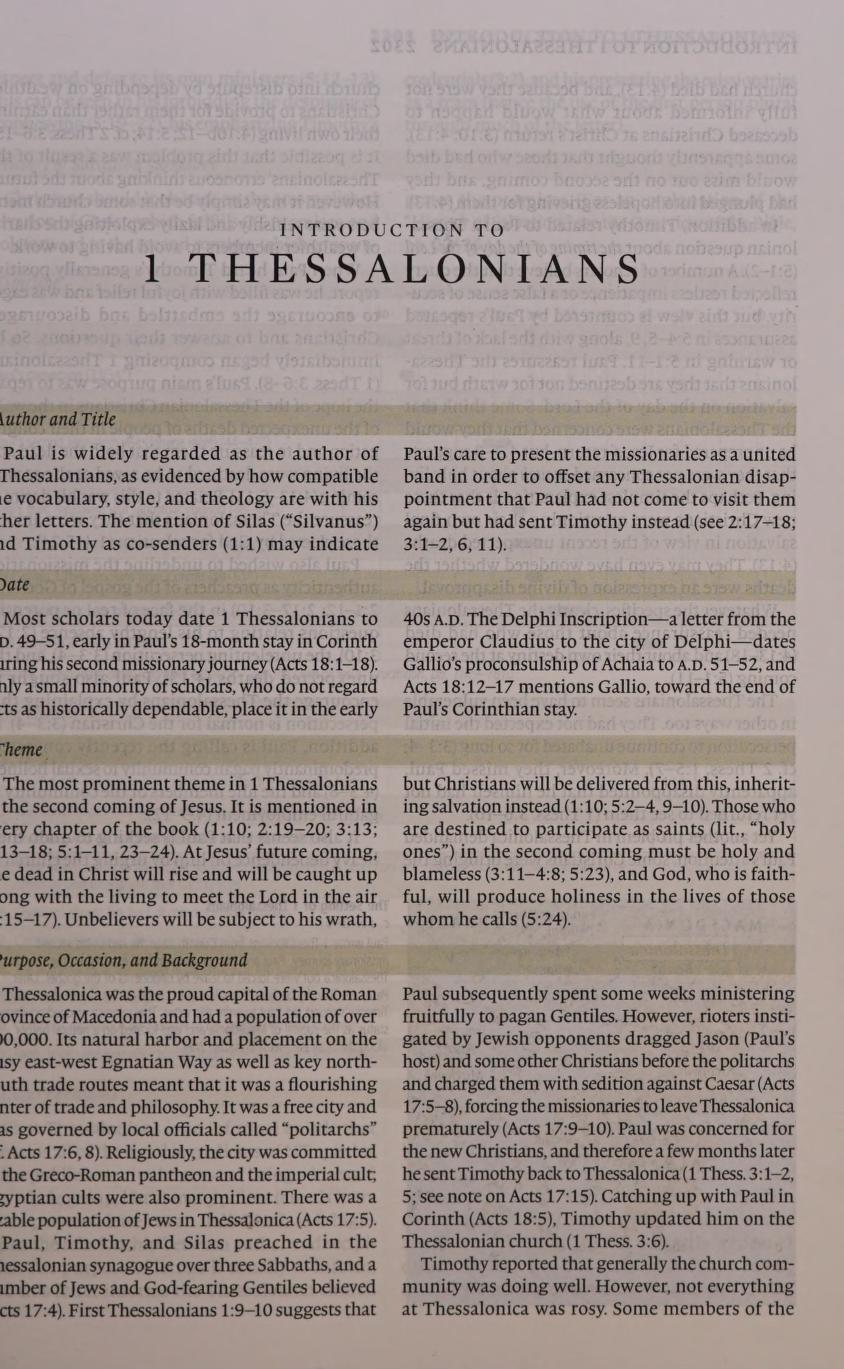 INTRODUCTION TO
1 THESSALONIANS
Author and Title
Paul is widely regarded as the author of
Thessalonians, as evidenced by how compatible
e vocabulary, style, and theology are with his
her letters. The mention of Silas (“Silvanus”)
nd Timothy as co-senders (1:1) may indicate
Paul’s care to present the missionaries as a united
band in order to offset any Thessalonian disap-
pointment that Paul had not come to visit them
again but had sent Timothy instead (see 2:17–18;
3:1–2, 6, 11).
Date
Most scholars today date 1 Thessalonians to
D. 49–51, early in Paul’s 18-month stay in Corinth
uring his second missionary journey (Acts 18:1–18).
nly a small minority of scholars, who do not regard
cts as historically dependable, place it in the early
40s A.D. The Delphi Inscription—a letter from the
emperor Claudius to the city of Delphi—dates
Gallio’s proconsulship of Achaia to A.D. 51–52, and
Acts 18:12–17 mentions Gallio, toward the end of
Paul’s Corinthian stay.
Theme
The most prominent theme in 1 Thessalonians
the second coming of Jesus. It is mentioned in
ery chapter of the book (1:10; 2:19–20; 3:13;
13–18; 5:1–11, 23–24). At Jesus’ future coming,
e dead in Christ will rise and will be caught up
ong with the living to meet the Lord in the air
:15–17). Unbelievers will be subject to his wrath,
but Christians will be delivered from this, inherit-
ing salvation instead (1:10; 5:2–4, 9–10). Those who
are destined to participate as saints (lit., “holy
ones”) in the second coming must be holy and
blameless (3:11–4:8; 5:23), and God, who is faith-
ful, will produce holiness in the lives of those
whom he calls (5:24).
Purpose, Occasion, and Background
Thessalonica was the proud capital of the Roman
ovince of Macedonia and had a population of over
00,000. Its natural harbor and placement on the
usy east-west Egnatian Way as well as key north-
uth trade routes meant that it was a flourishing
nter of trade and philosophy. It was a free city and
as governed by local officials called “politarchs”
f. Acts 17:6, 8). Religiously, the city was committed
the Greco-Roman pantheon and the imperial cult;
gyptian cults were also prominent. There was a
zable population of Jews in Thessalonica (Acts 17:5).
Paul, Timothy, and Silas preached in the
hessalonian synagogue over three Sabbaths, and a
umber of Jews and God-fearing Gentiles believed
cts 17:4). First Thessalonians 1:9–10 suggests that
Paul subsequently spent some weeks ministering
fruitfully to pagan Gentiles. However, rioters insti-
gated by Jewish opponents dragged Jason (Paul’s
host) and some other Christians before the politarchs
and charged them with sedition against Caesar (Acts
17:5–8), forcing the missionaries to leave Thessalonica
prematurely (Acts 17:9–10). Paul was concerned for
the new Christians, and therefore a few months later
he sent Timothy back to Thessalonica (1 Thess. 3:1–2,
5; see note on Acts 17:15). Catching up with Paul in
Corinth (Acts 18:5), Timothy updated him on the
Thessalonian church (1 Thess. 3:6).
Timothy reported that generally the church com-
munity was doing well. However, not everything
at Thessalonica was rosy. Some members of the